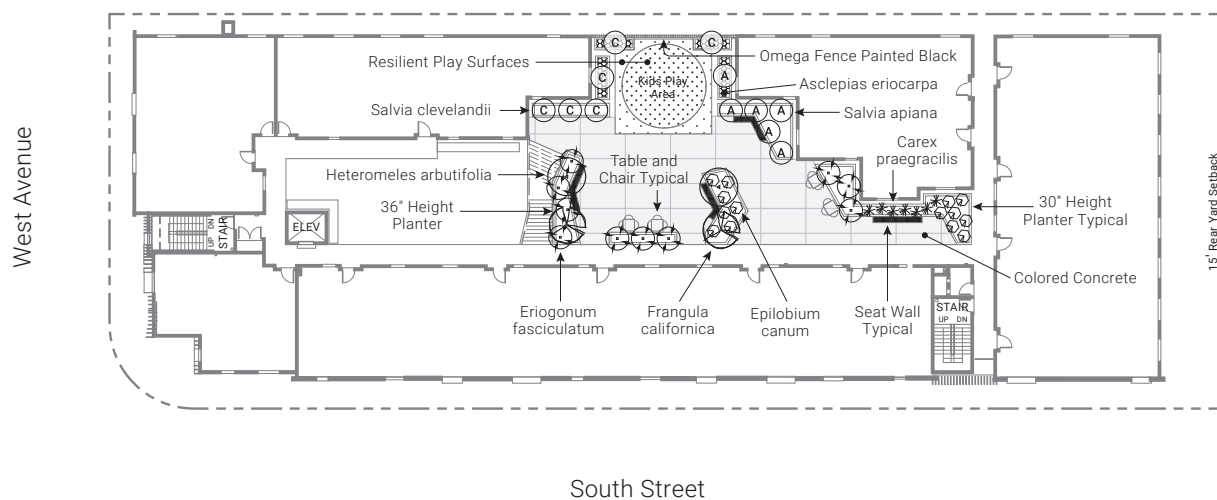 C
C
Omega Fence Painted Black
Resilient Play Surfaces
C
Kids Play
Area
A
Asclepias eriocarpa
Salvia clevelandii
C
C
C
A
A
A
Salvia apiana
A
A
Carex
praegracilis
Table and
Chair Typical
Heteromeles arbutifolia
36" Height
Planter
30" Height
Planter Typical
West Avenue
15' Rear Yard Setback
UP DN
STAIR
ELEV
Colored Concrete
Eriogonum
fasciculatum
Frangula
californica
Epilobium
canum
Seat Wall
Typical
STAIR
UP DN
South Street